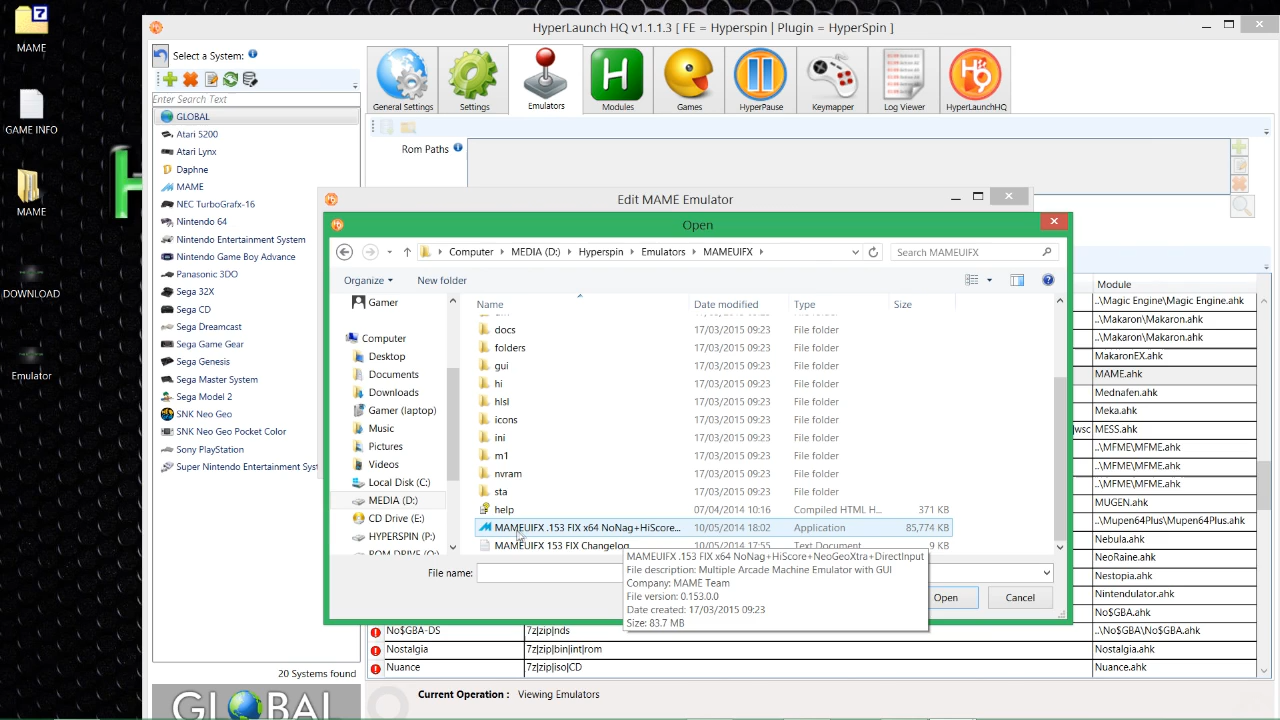 MAME
GAME INFO
MAME
DOWNLOAD
Emulator
HyperLaunch HQ v1.1.1.3 [ FE = Hyperspin | Plugin = HyperSpin ]
Select a System:
Enter Search Text
GLOBAL
Atari 5200
Atari Lynx
Daphne
MAME
NEC TurboGrafx-16
Nintendo 64
Nintendo Entertainment System
Nintendo Game Boy Advance
Panasonic 3DO
Sega 32X
Sega CD
Sega Dreamcast
Sega Game Gear
Sega Genesis
Sega Master System
Sega Model 2
SNK Neo Geo
SNK Neo Geo Pocket Color
Sony PlayStation
Super Nintendo Entertainment Syst
20 Systems found
GLOBAL
General Settings
Settings
Emulators
Modules
Games
HyperPause
Keymapper
Log Viewer
HyperLaunchHQ
Rom Paths
Edit MAME Emulator
Open
Computer MEDIA (D:) Hyperspin Emulators MAMEUIFX
Search MAMEUIFX
Organize New folder
Gamer
Computer
Desktop
Documents
Downloads
Gamer (laptop)
Music
Pictures
Videos
Local Disk (C:)
MEDIA (D:)
CD Drive (E:)
HYPERSPIN (P:)
ROM DRIVE (O:)
Name Date modified Type Size
17/03/2015 09:23 File folder
docs 17/03/2015 09:23 File folder
folders 17/03/2015 09:23 File folder
gui 17/03/2015 09:23 File folder
hi 17/03/2015 09:23 File folder
hlsl 17/03/2015 09:23 File folder
icons 17/03/2015 09:23 File folder
ini 17/03/2015 09:23 File folder
m1 17/03/2015 09:23 File folder
nvram 17/03/2015 09:23 File folder
sta 17/03/2015 09:23 File folder
help 07/04/2014 10:16 Compiled HTML H... 371 KB
MAMEUIFX .153 FIX x64 NoNag+HiScore... 10/05/2014 18:02 Application 85,774 KB
MAMEUIFX 153 FIX Changelog 10/05/2014 17:55 Text Document 9 KB
MAMEUIFX .153 FIX x64 NoNag+HiScore+NeoGeoXtra+DirectInput
File description: Multiple Arcade Machine Emulator with GUI
Company: MAME Team
File version: 0.153.0.0
Date created: 17/03/2015 09:23
Size: 83.7 MB
File name:
Open Cancel
Module
..\Magic Engine\Magic Engine.ahk
..\Makaron\Makaron.ahk
..\Makaron\Makaron.ahk
MakaronEX.ahk
MAME.ahk
Mednafen.ahk
Meka.ahk
wsc MESS.ahk
..\MFME\MFME.ahk
..\MFME\MFME.ahk
..\MFME\MFME.ahk
MUGEN.ahk
..\Mupen64Plus\Mupen64Plus.ahk
Nebula.ahk
NeoRaine.ahk
Nestopia.ahk
Nintendulator.ahk
No$GBA.ahk
No$GBA-DS 7z|zip|nds ..\No$GBA\No$GBA.ahk
Nostalgia 7z|zip|bin|int|rom Nostalgia.ahk
Nuance 7z|zip|iso|CD Nuance.ahk
Current Operation : Viewing Emulators